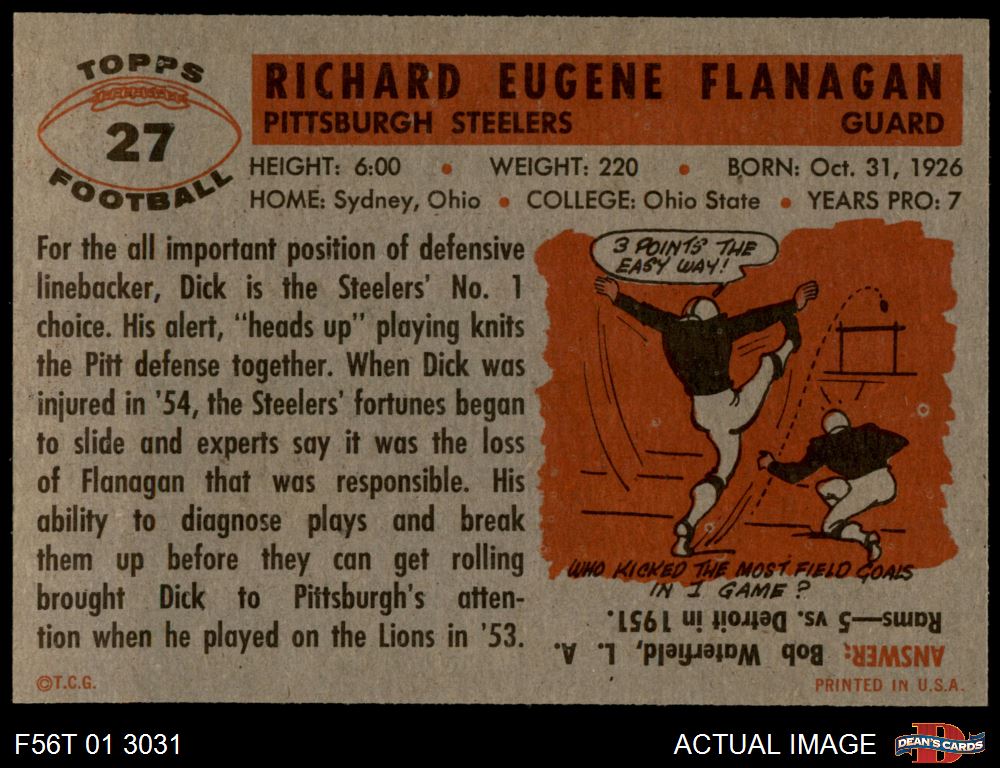 TOPPS
27
FOOTBALL
RICHARD EUGENE FLANAGAN
PITTSBURGH STEELERS GUARD
HEIGHT: 6:00 • WEIGHT: 220 • BORN: Oct. 31, 1926
HOME: Sydney, Ohio • COLLEGE: Ohio State • YEARS PRO: 7
For the all important position of defensive
linebacker, Dick is the Steelers' No. 1
choice. His alert, "heads up" playing knits
the Pitt defense together. When Dick was
injured in '54, the Steelers' fortunes began
to slide and experts say it was the loss
of Flanagan that was responsible. His
ability to diagnose plays and break
them up before they can get rolling
brought Dick to Pittsburgh's atten-
tion when he played on the Lions in '53.
©T.C.G.
3 POINTS THE
EASY WAY!
WHO KICKED THE MOST FIELD GOALS
IN 1 GAME?
ANSWER: Bob Waterfield, L. A.
Rams—5 vs. Detroit in 1951.
PRINTED IN U.S.A.
F56T 01 3031
ACTUAL IMAGE
D
DEAN'S CARDS